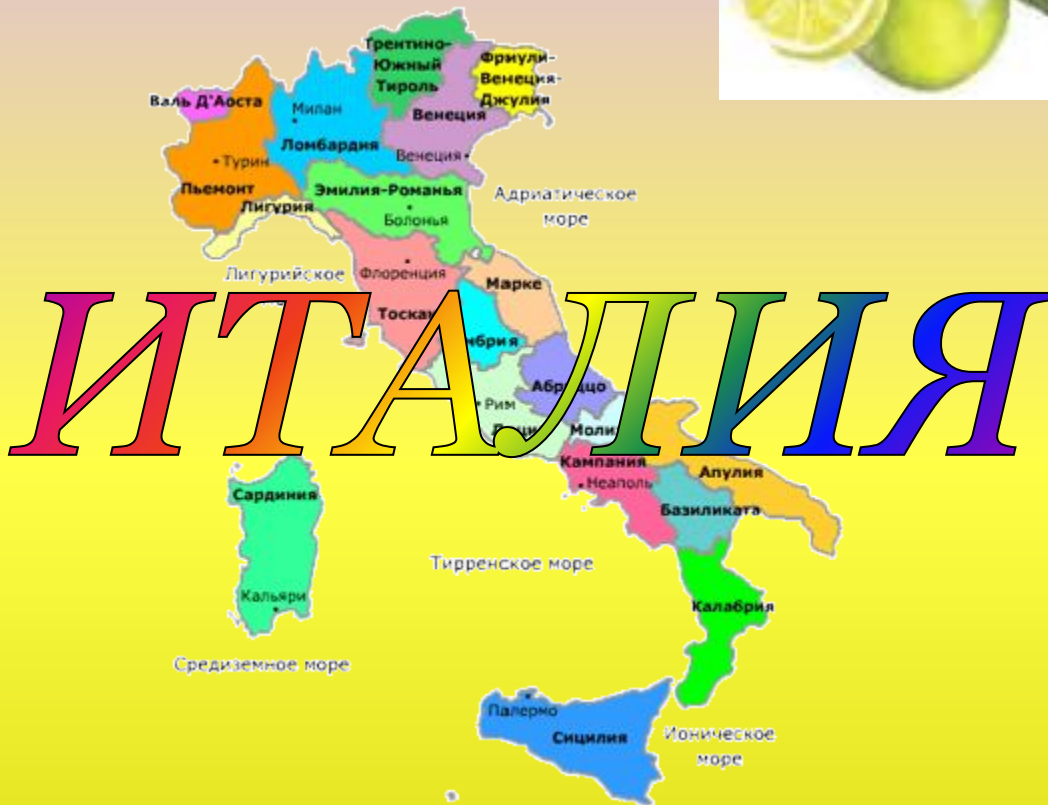 Трентино-
Южный
Тироль
Фриули-
Венеция-
Джулия
Валь Д'Аоста
Милан
Венеция
Ломбардия
Венеция
Турин
Пьемонт
Эмилия-Романья
Лигурия
Болонья
Адриатическое
море
Лигурийское
Флоренция
Марке
ИТАЛИЯ
Абруццо
Рим
Кампания
Неаполь
Апулия
Сардиния
Базиликата
Тирренское море
Кальяри
Калабрия
Средиземное море
Палермо
Сицилия
Ионическое
море